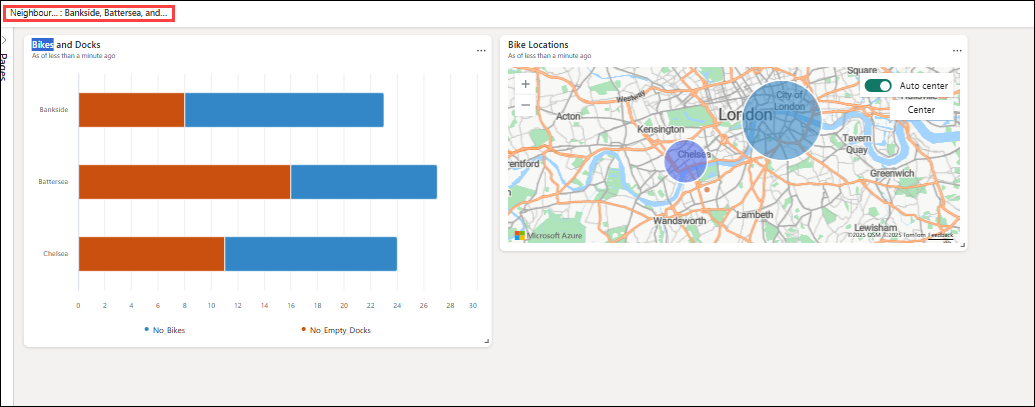 Neighbour... : Bankside, Battersea, and...
Pages
Bikes and Docks
As of less than a minute ago
Bankside
Battersea
Chelsea
0 2 4 6 8 10 12 14 16 18 20 22 24 26 28 30
No_Bikes No_Empty_Docks
Bike Locations
As of less than a minute ago
Square
Auto center
Center
Westway
City of
London
London
Acton
Kensington
Tavern
Quay
Chelsea
Greenwich
Wandsworth
Lambeth
Lewisham
Microsoft Azure
©2025 OSM ©2025 TomTom Feedback